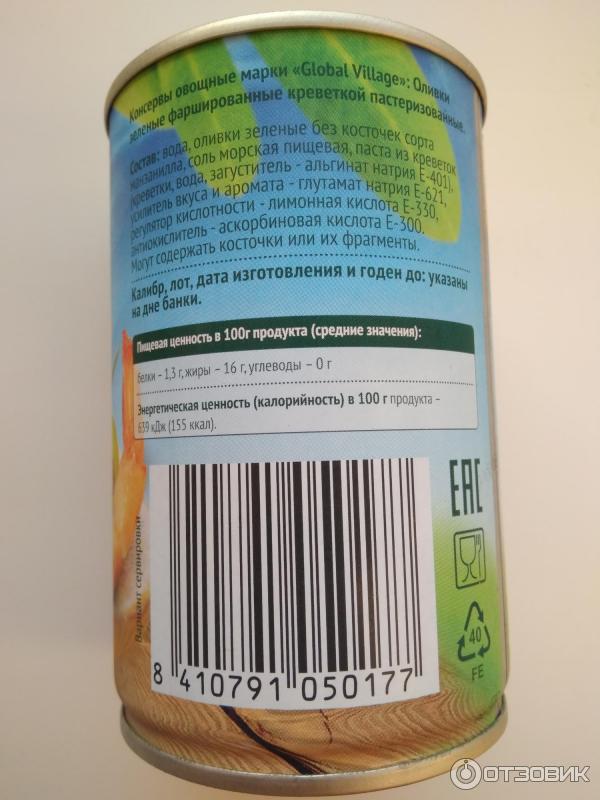 Консервы овощные марки «Global Village»: Оливки
зеленые фаршированные креветкой пастеризованные.
Состав: вода, оливки зеленые без косточек сорта
манзанилла, соль морская пищевая, паста из креветок
(креветки, вода, загуститель - альгинат натрия Е-401),
усилитель вкуса и аромата - глутамат натрия Е-621,
регулятор кислотности - лимонная кислота Е-330,
антиокислитель - аскорбиновая кислота Е-300.
Могут содержать косточки или их фрагменты.
Калибр, лот, дата изготовления и годен до: указаны
на дне банки.
Пищевая ценность в 100г продукта (средние значения):
белки – 1,3 г, жиры – 16 г, углеводы – 0 г
Энергетическая ценность (калорийность) в 100 г продукта –
639 кДж (155 ккал).
Вариант сервировки
EAC
40
FE
8 410791 050177
ОТЗОВИК